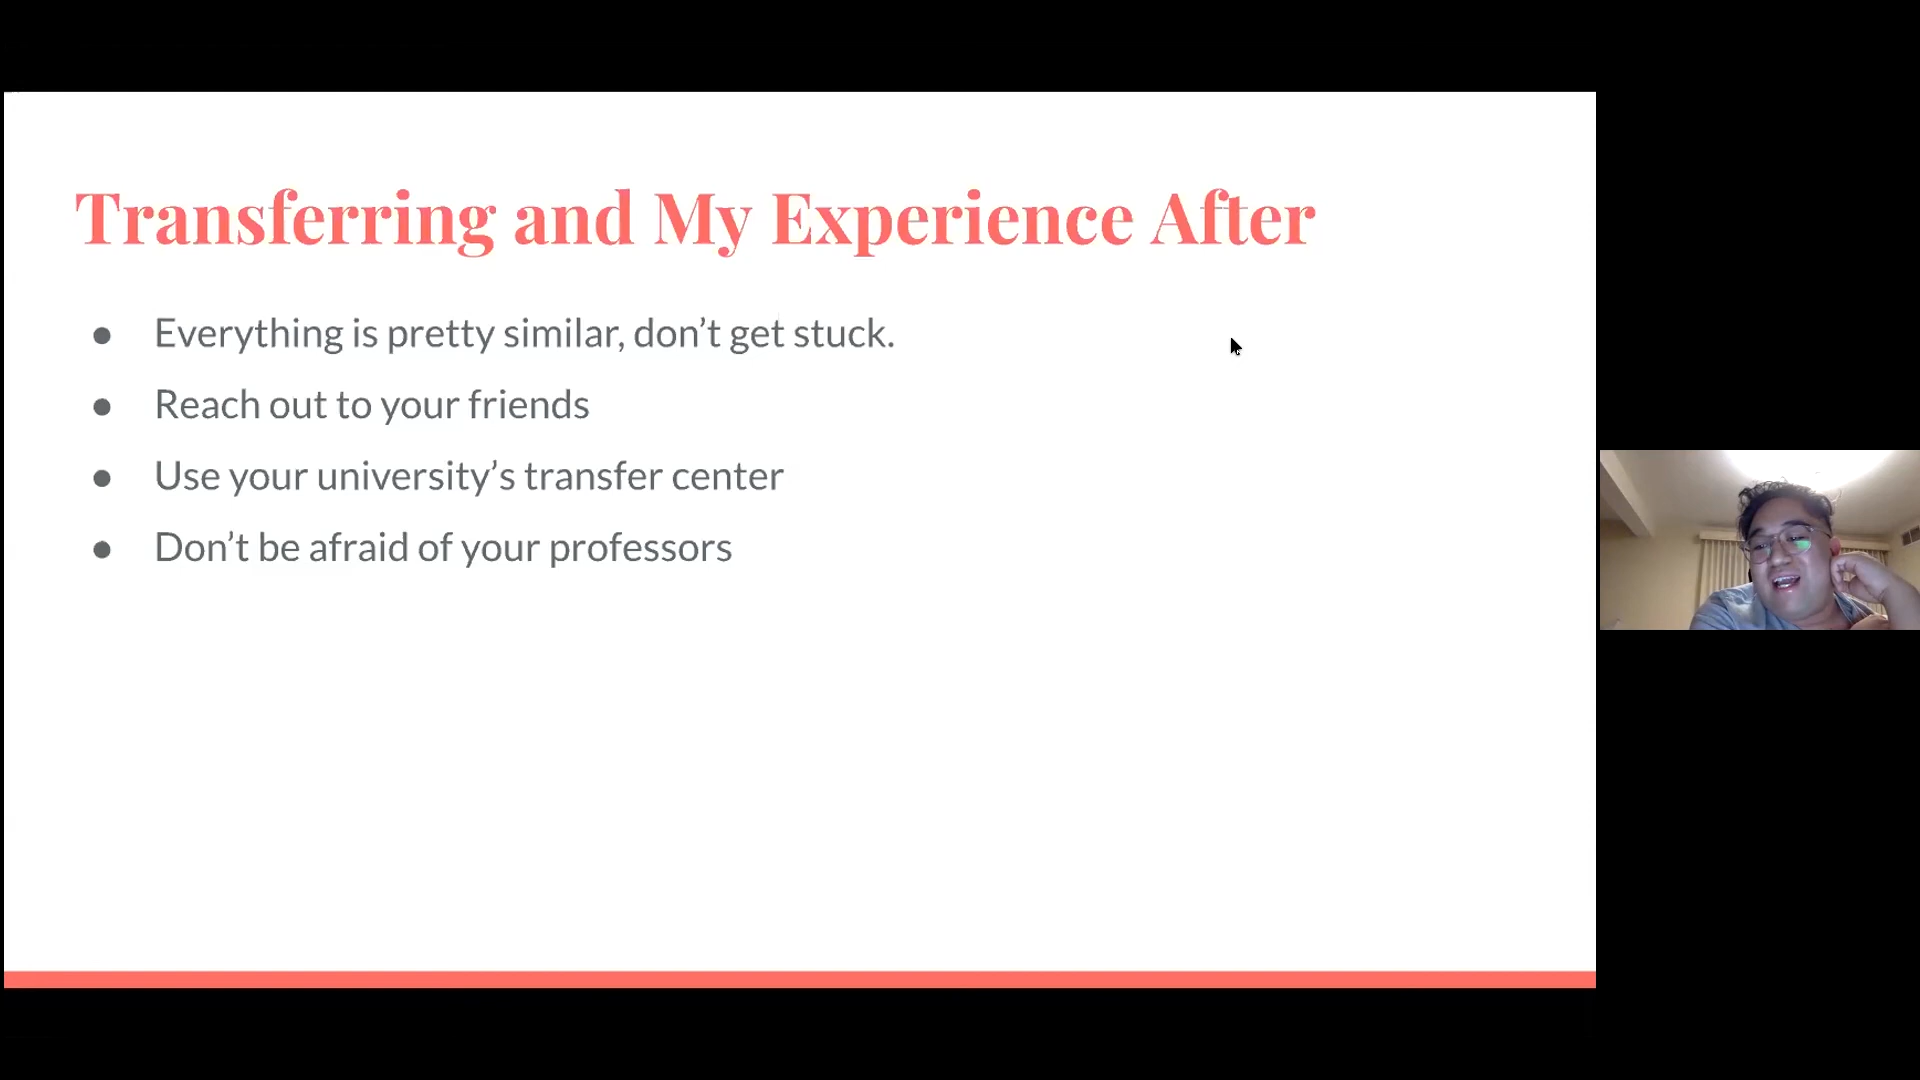 Transferring and My Experience After
● Everything is pretty similar, don’t get stuck.
● Reach out to your friends
● Use your university’s transfer center
● Don’t be afraid of your professors